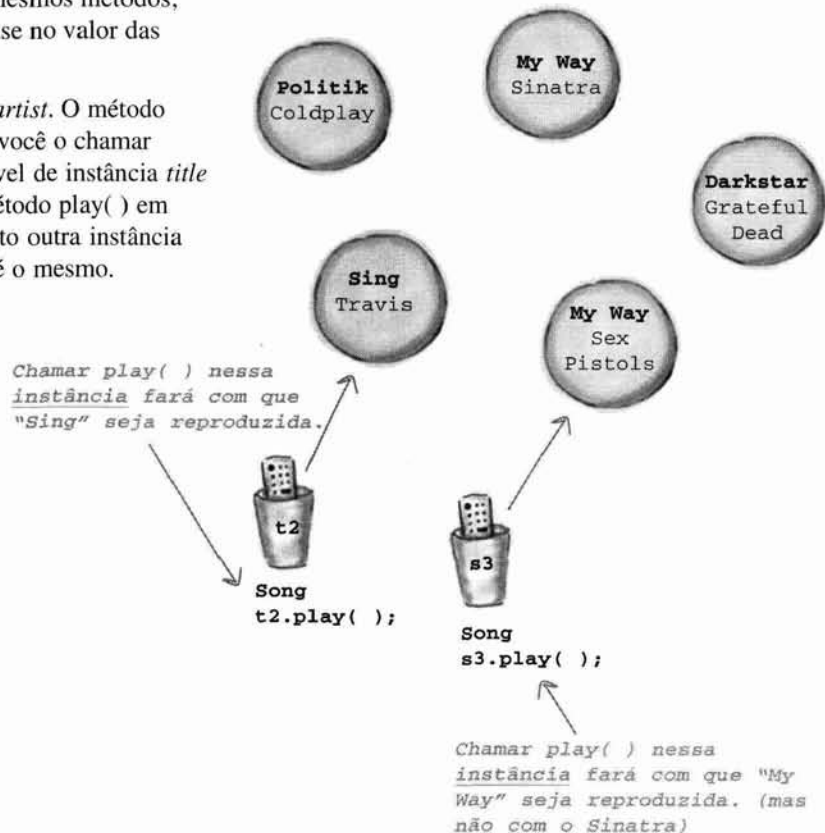 mesmos métodos,
se no valor das
artist. O método
você o chamar
vel de instância title
étodo play( ) em
to outra instância
é o mesmo.
Politik
Coldplay
My Way
Sinatra
Darkstar
Grateful
Dead
Sing
Travis
My Way
Sex
Pistols
Chamar play( ) nessa
instância fará com que
"Sing" seja reproduzida.
t2
Song
t2.play( );
s3
Song
s3.play( );
Chamar play( ) nessa
instância fará com que "My
Way" seja reproduzida. (mas
não com o Sinatra)